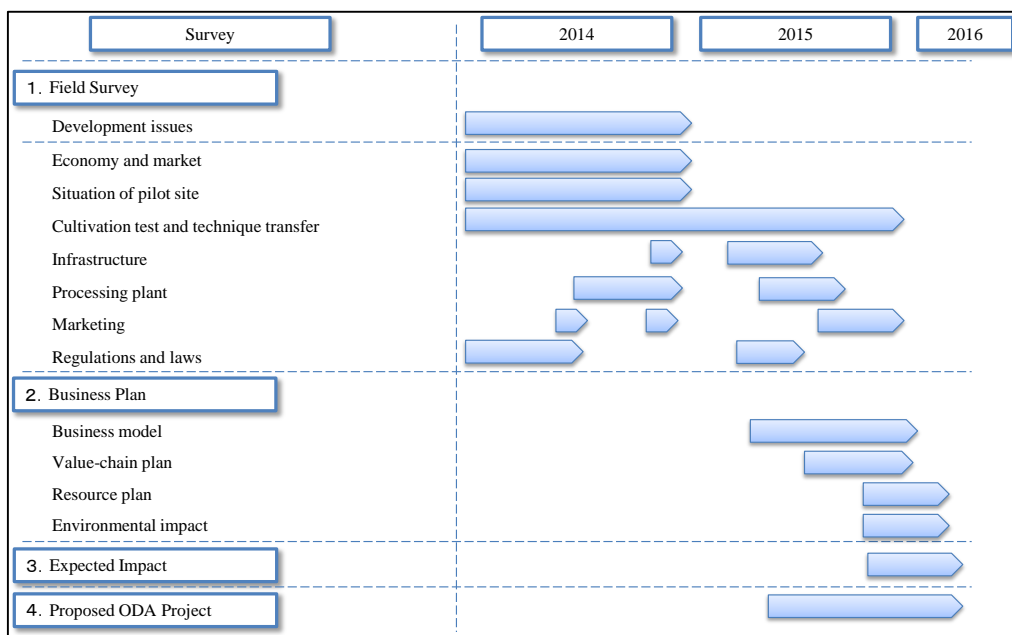 Survey 2014 2015 2016
1. Field Survey
Development issues
Economy and market
Situation of pilot site
Cultivation test and technique transfer
Infrastructure
Processing plant
Marketing
Regulations and laws
2. Business Plan
Business model
Value-chain plan
Resource plan
Environmental impact
3. Expected Impact
4. Proposed ODA Project